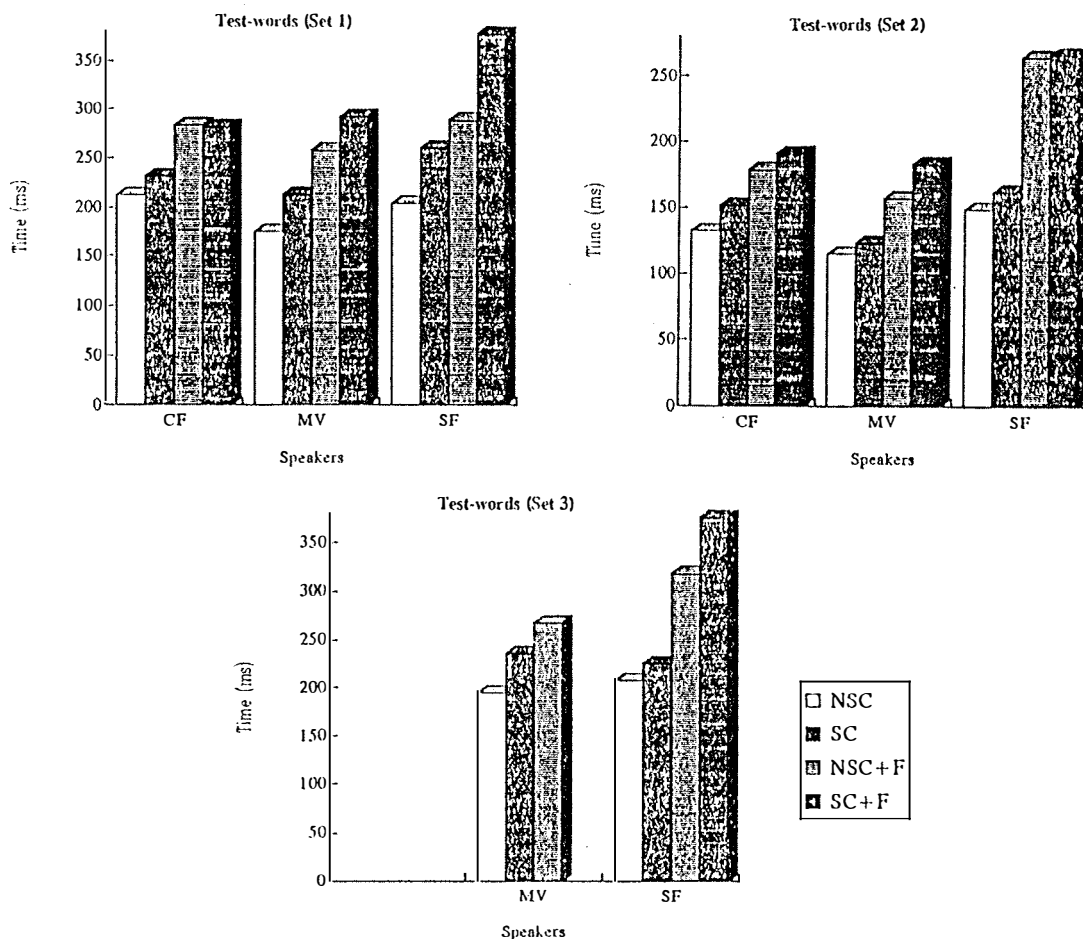 Test-words (Set 1)
350
300
250
200
150
100
50
0
Time (ms)
CF MV SF
Speakers
Test-words (Set 2)
250
200
150
100
50
0
Time (ms)
CF MV SF
Speakers
Test-words (Set 3)
350
300
250
200
150
100
50
0
Time (ms)
MV SF
Speakers
NSC
SC
NSC+F
SC+F